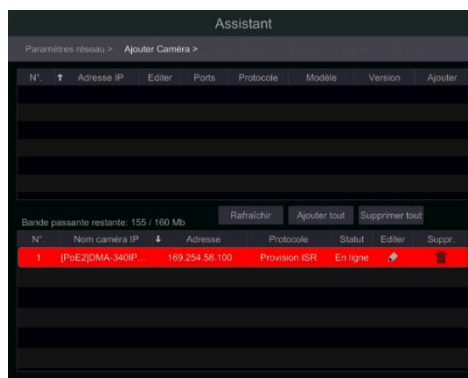 Assistant
Paramètres réseau > Ajouter Caméra >
N°. ↑ Adresse IP Editer Ports Protocole Modèle Version Ajouter
Rafraîchir Ajouter tout Supprimer tout
Bande passante restante: 155 / 160 Mb
N°. Nom caméra IP ↓ Adresse Protocole Statut Editer Suppr.
1 [PoE2]DMA-340IP... 169.254.58.100 Provision ISR En ligne